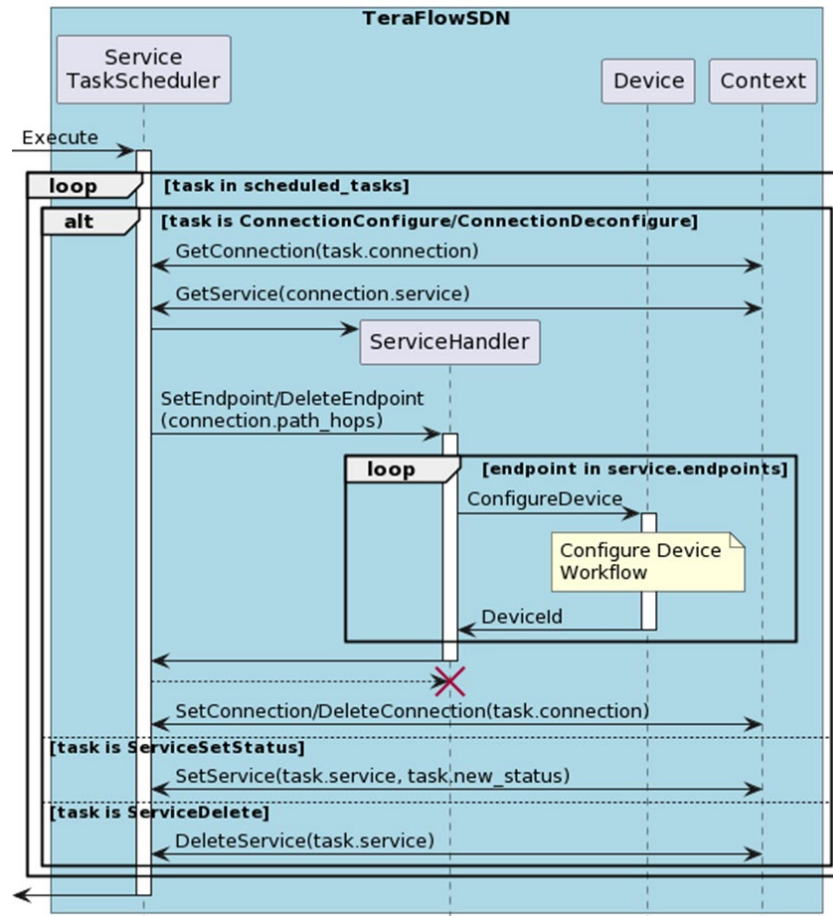 TeraFlowSDN
Service
TaskScheduler
Device
Context
Execute
loop
[task in scheduled_tasks]
alt
[task is ConnectionConfigure/ConnectionDeconfigure]
GetConnection(task.connection)
GetService(connection.service)
ServiceHandler
SetEndpoint/DeleteEndpoint
(connection.path_hops)
loop
[endpoint in service.endpoints]
ConfigureDevice
Configure Device
Workflow
DeviceId
SetConnection/DeleteConnection(task.connection)
[task is ServiceSetStatus]
SetService(task.service, task.new_status)
[task is ServiceDelete]
DeleteService(task.service)